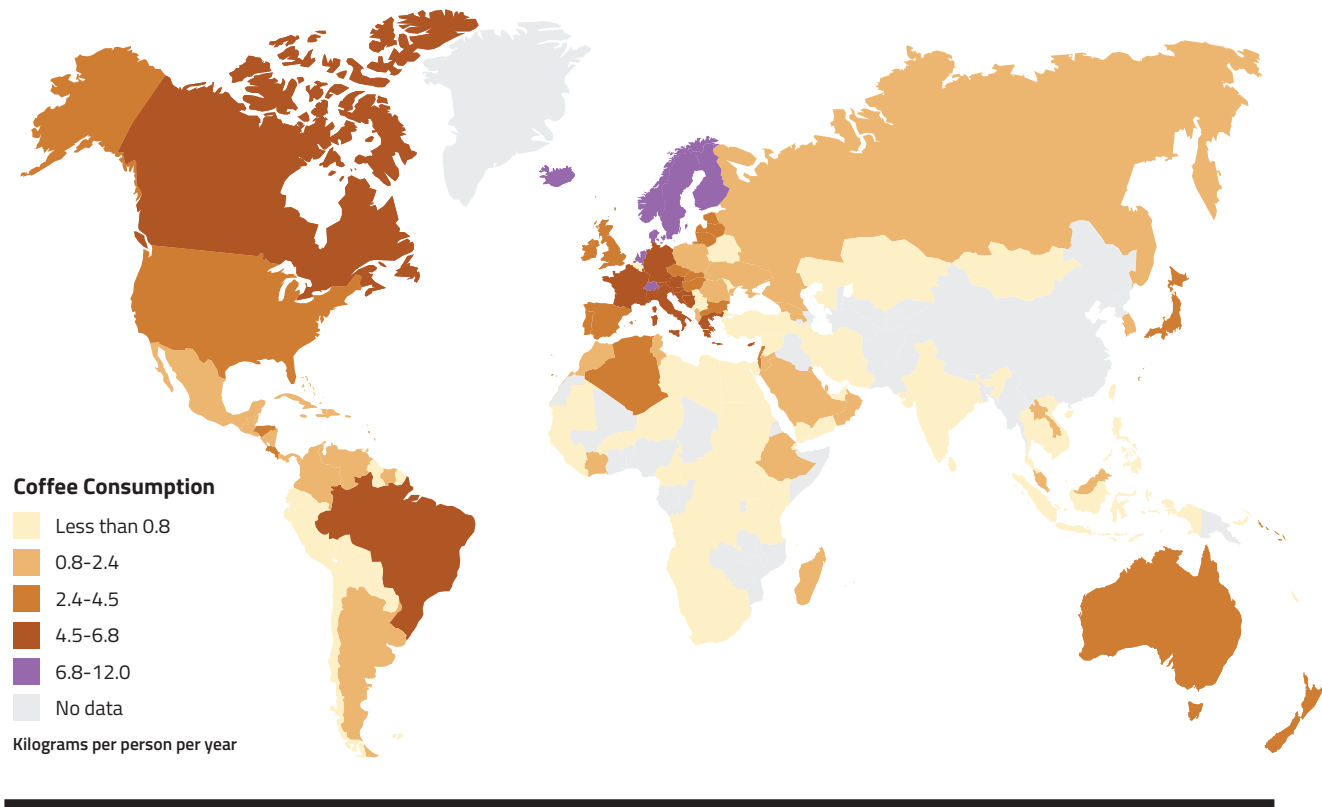 Coffee Consumption
Less than 0.8
0.8-2.4
2.4-4.5
4.5-6.8
6.8-12.0
No data
Kilograms per person per year